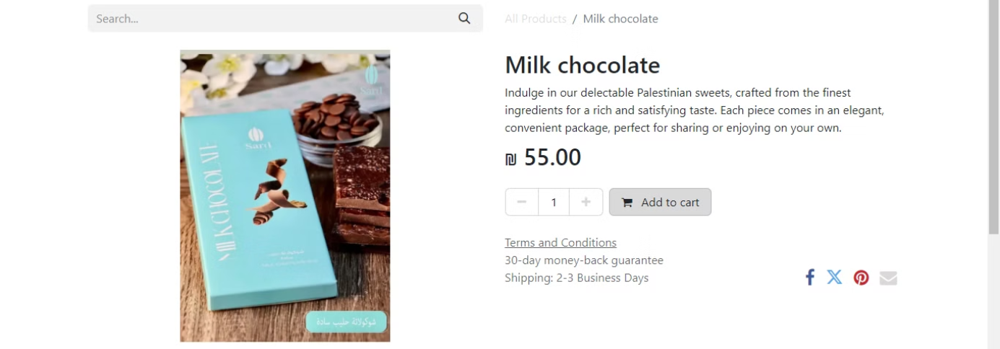 Search...
All Products / Milk chocolate
Milk chocolate
Indulge in our delectable Palestinian sweets, crafted from the finest
ingredients for a rich and satisfying taste. Each piece comes in an elegant,
convenient package, perfect for sharing or enjoying on your own.
₪ 55.00
1
Add to cart
Terms and Conditions
30-day money-back guarantee
Shipping: 2-3 Business Days
MILK CHOCOLATE
شوكولاتة حليب سادة